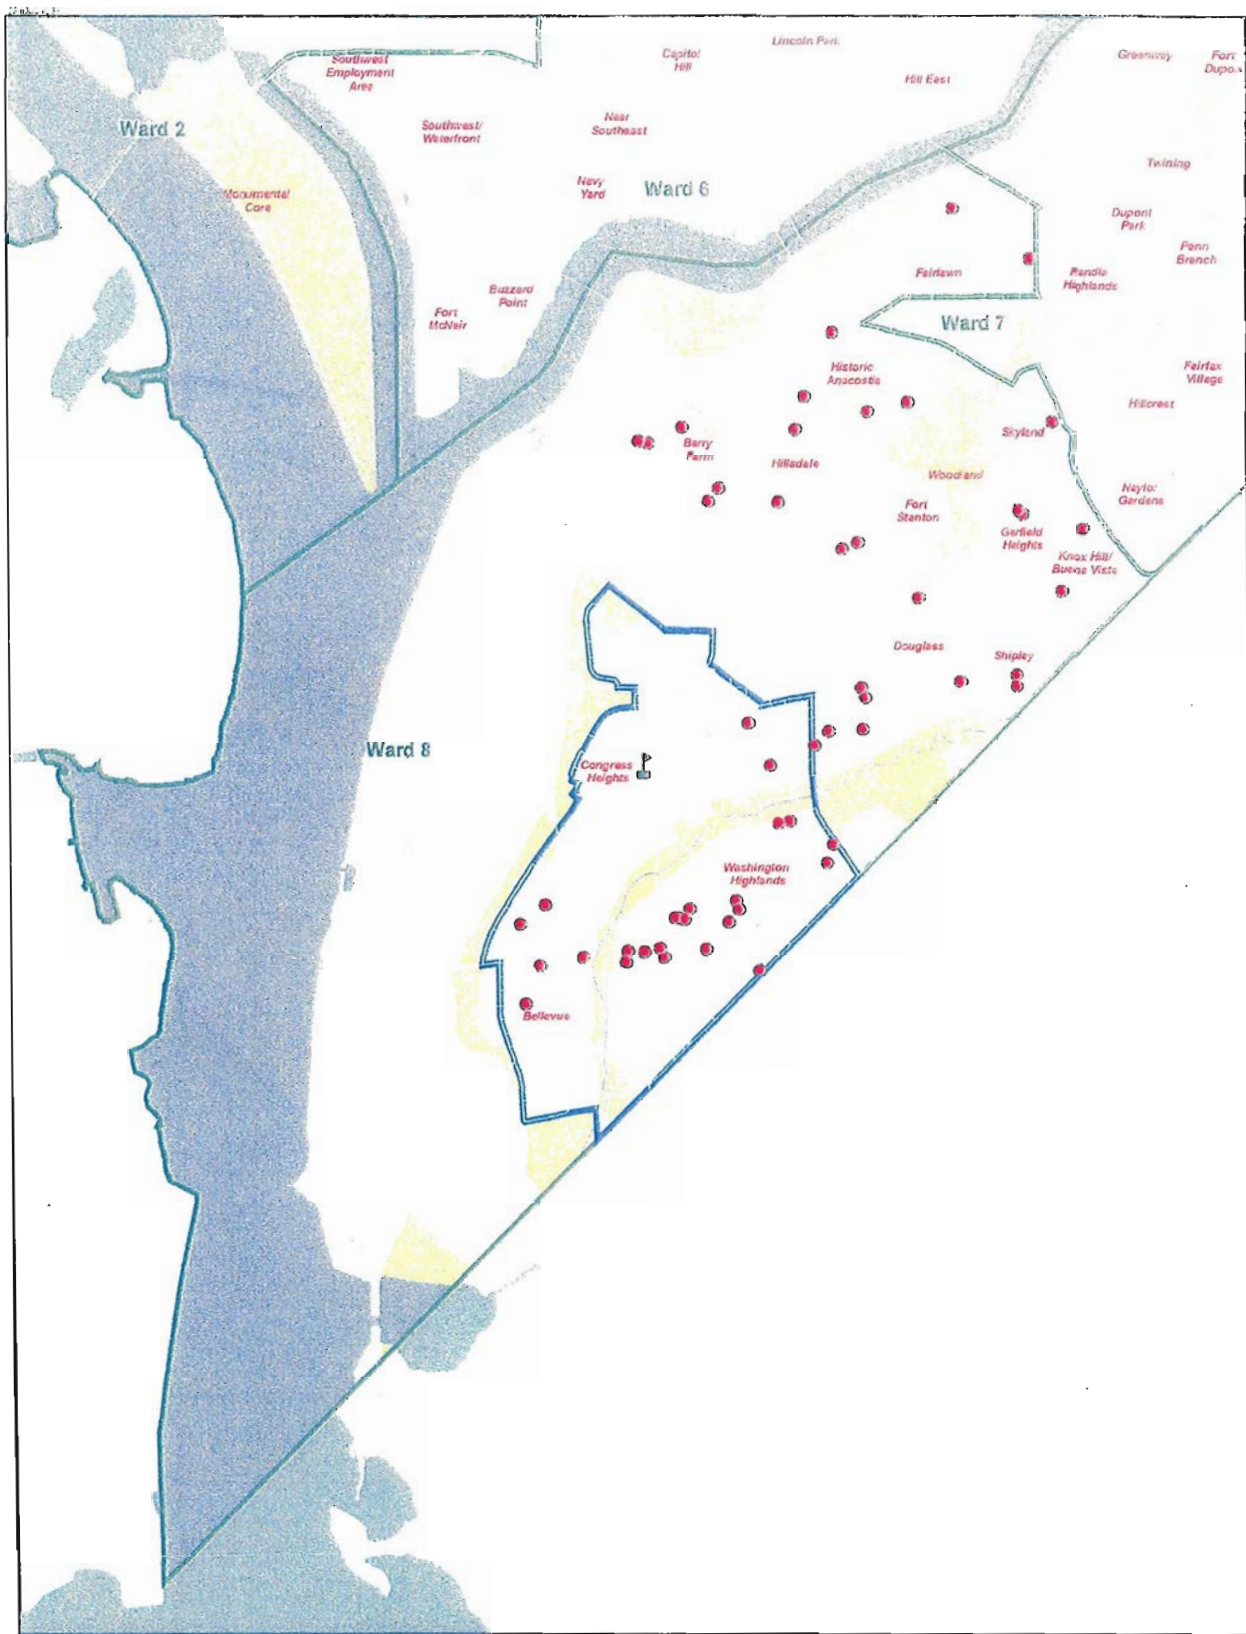 Lincoln Park
Capitol
Hill
Greenway
Fort
Southwest
Employment
Area
Hill East
Ward 2
Southwest/
Waterfront
Near
Southeast
Twining
Monumental
Core
Navy
Yard
Ward 6
Dupont
Park
Penn
Branch
Fairlawn
Randle
Highlands
Buzzard
Point
Fort
McNair
Ward 7
Historic
Anacostia
Fairfax
Village
Hillcrest
Skyland
Barry
Farm
Hillsdale
Woodland
Naylor
Gardens
Fort
Stanton
Garfield
Heights
Knox Hill/
Buena Vista
Douglass
Shipley
Ward 8
Congress
Heights
Washington
Highlands
Bellevue